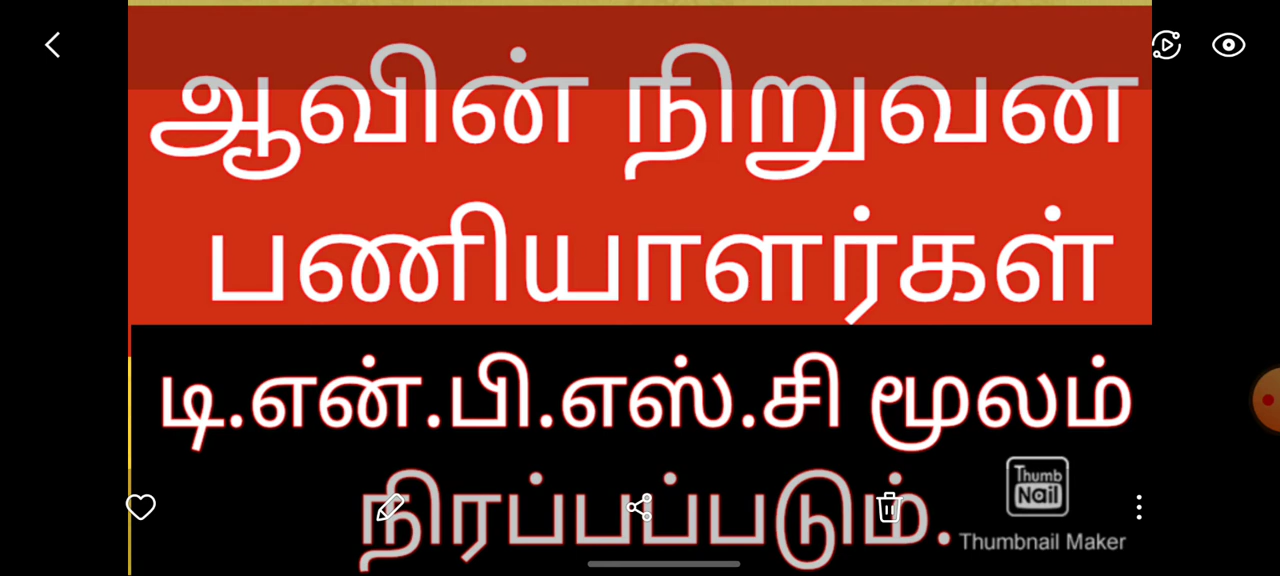 ஆவின் நிறுவன
பணியாளர்கள்
டி.என்.பி.எஸ்.சி மூலம்
நிரப்பப்படும்.
Thumb
Nail
Thumbnail Maker